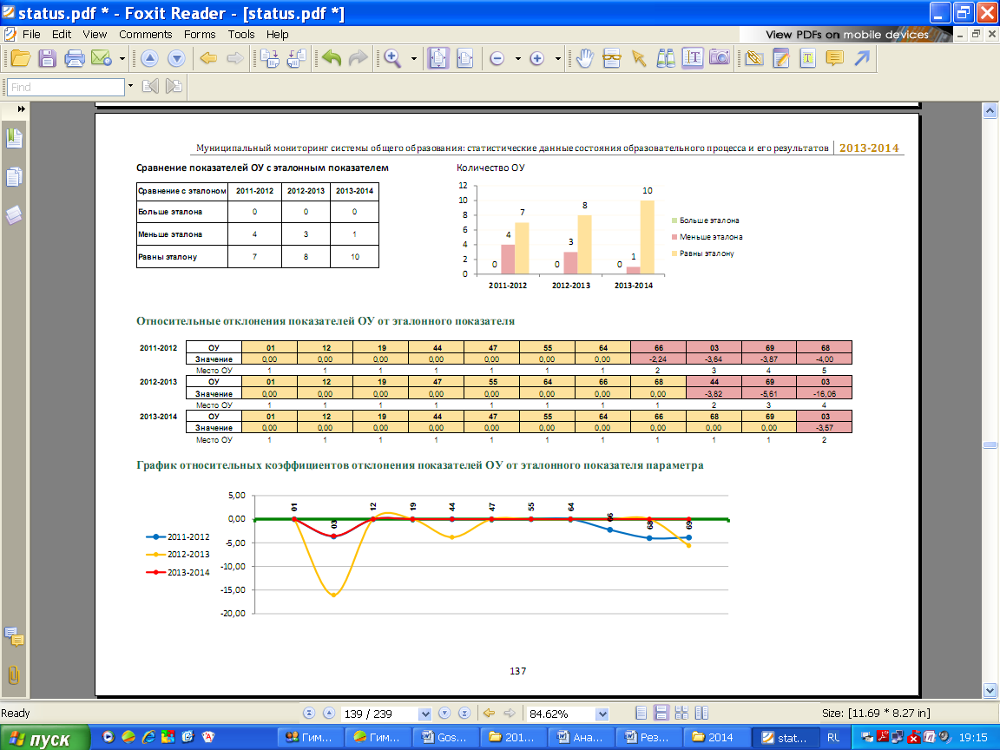 status.pdf * - Foxit Reader - [status.pdf *]
File Edit View Comments Forms Tools Help
View PDFs on mobile devices
Find
Муниципальный мониторинг системы общего образования: статистические данные состояния образовательного процесса и его результатов 2013-2014
Сравнение показателей ОУ с эталонным показателем
Сравнение с эталоном 2011-2012 2012-2013 2013-2014
Больше эталона 0 0 0
Меньше эталона 4 3 1
Равны эталону 7 8 10
Количество ОУ
12
10
8
6
4
2
0
0 4 7
0 3 8
0 1 10
2011-2012 2012-2013 2013-2014
Больше эталона
Меньше эталона
Равны эталону
Относительные отклонения показателей ОУ от эталонного показателя
2011-2012 ОУ 01 12 19 44 47 55 64 66 03 69 68
Значение 0,00 0,00 0,00 0,00 0,00 0,00 0,00 -2,24 -3,64 -3,87 -4,00
Место ОУ 1 1 1 1 1 1 1 2 3 4 5
2012-2013 ОУ 01 12 19 47 55 64 66 68 44 69 03
Значение 0,00 0,00 0,00 0,00 0,00 0,00 0,00 0,00 -3,82 -5,61 -16,06
Место ОУ 1 1 1 1 1 1 1 1 2 3 4
2013-2014 ОУ 01 12 19 44 47 55 64 66 68 69 03
Значение 0,00 0,00 0,00 0,00 0,00 0,00 0,00 0,00 0,00 0,00 -3,57
Место ОУ 1 1 1 1 1 1 1 1 1 1 2
График относительных коэффициентов отклонения показателей ОУ от эталонного показателя параметра
5,00
0,00
-5,00
-10,00
-15,00
-20,00
01 03 12 19 44 47 55 64 66 68 69
2011-2012
2012-2013
2013-2014
137
Ready 139 / 239 84.62% Size: [11.69 * 8.27 in]
пуск Гим... Гим... Gos... 201... Ана... Рез... 2014 stat... RU 19:15